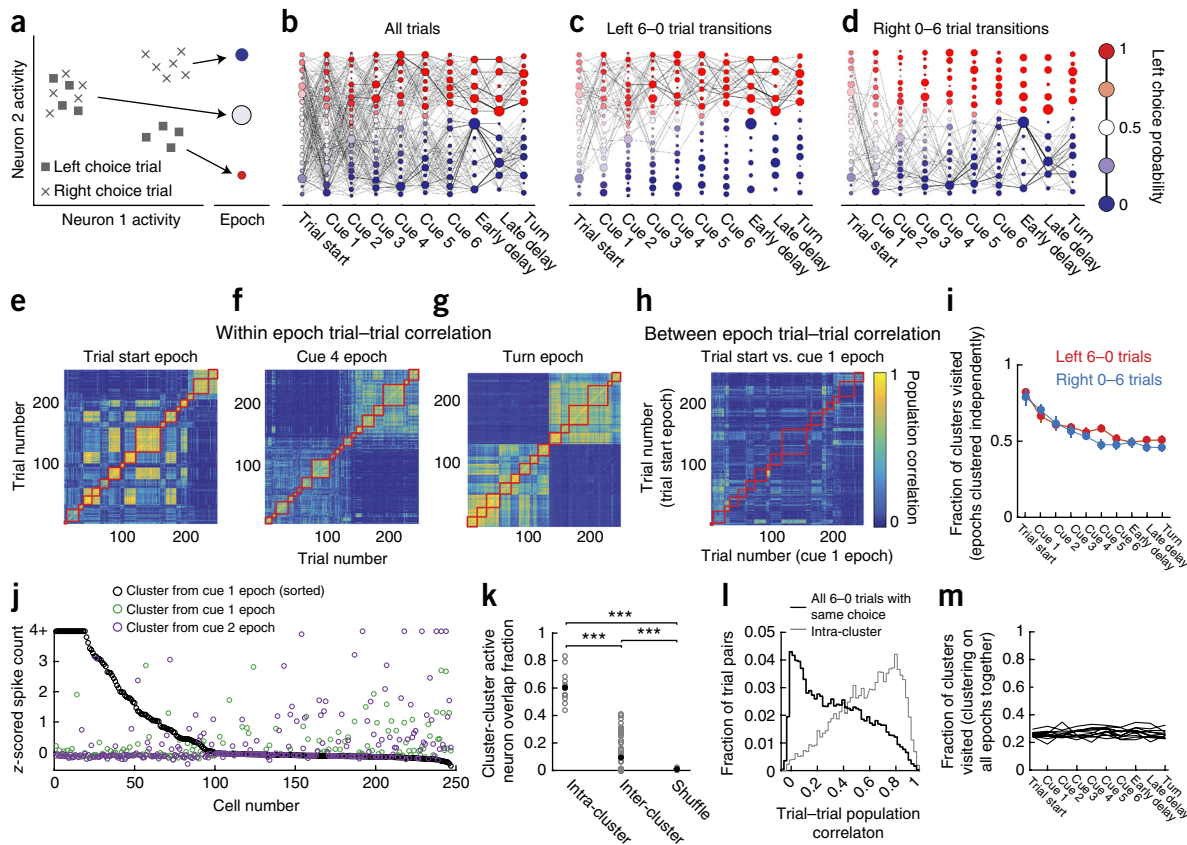 a
Neuron 2 activity
Left choice trial
Right choice trial
Neuron 1 activity
Epoch
b
All trials
Trial start
Cue 1
Cue 2
Cue 3
Cue 4
Cue 5
Cue 6
Early delay
Late delay
Turn
c
Left 6–0 trial transitions
Trial start
Cue 1
Cue 2
Cue 3
Cue 4
Cue 5
Cue 6
Early delay
Late delay
Turn
d
Right 0–6 trial transitions
Trial start
Cue 1
Cue 2
Cue 3
Cue 4
Cue 5
Cue 6
Early delay
Late delay
Turn
1
0.5
0
Left choice probability
e
f
g
Within epoch trial–trial correlation
Trial start epoch
Cue 4 epoch
Turn epoch
Trial number
200
100
100
200
100
200
100
200
Trial number
h
Between epoch trial–trial correlation
Trial start vs. cue 1 epoch
Trial number
(trial start epoch)
200
100
100
200
Trial number (cue 1 epoch)
1
0
Population correlation
i
Left 6–0 trials
Right 0–6 trials
Fraction of clusters visited
(epochs clustered independently)
1
0.5
0
Trial start
Cue 1
Cue 2
Cue 3
Cue 4
Cue 5
Cue 6
Early delay
Late delay
Turn
j
Cluster from cue 1 epoch (sorted)
Cluster from cue 1 epoch
Cluster from cue 2 epoch
z-scored spike count
4+
3
2
1
0
0
50
100
150
200
250
Cell number
k
Cluster-cluster active
neuron overlap fraction
***
***
***
1
0.8
0.6
0.4
0.2
0
Intra-cluster
Inter-cluster
Shuffle
l
All 6–0 trials with
same choice
Intra-cluster
Fraction of trial pairs
0.05
0.04
0.03
0.02
0.01
0
0
0.2
0.4
0.6
0.8
1
Trial–trial population
correlaton
m
Fraction of clusters
visited (clustering on
all epochs together)
1
0.8
0.6
0.4
0.2
0
Trial start
Cue 1
Cue 2
Cue 3
Cue 4
Cue 5
Cue 6
Early delay
Late delay
Turn